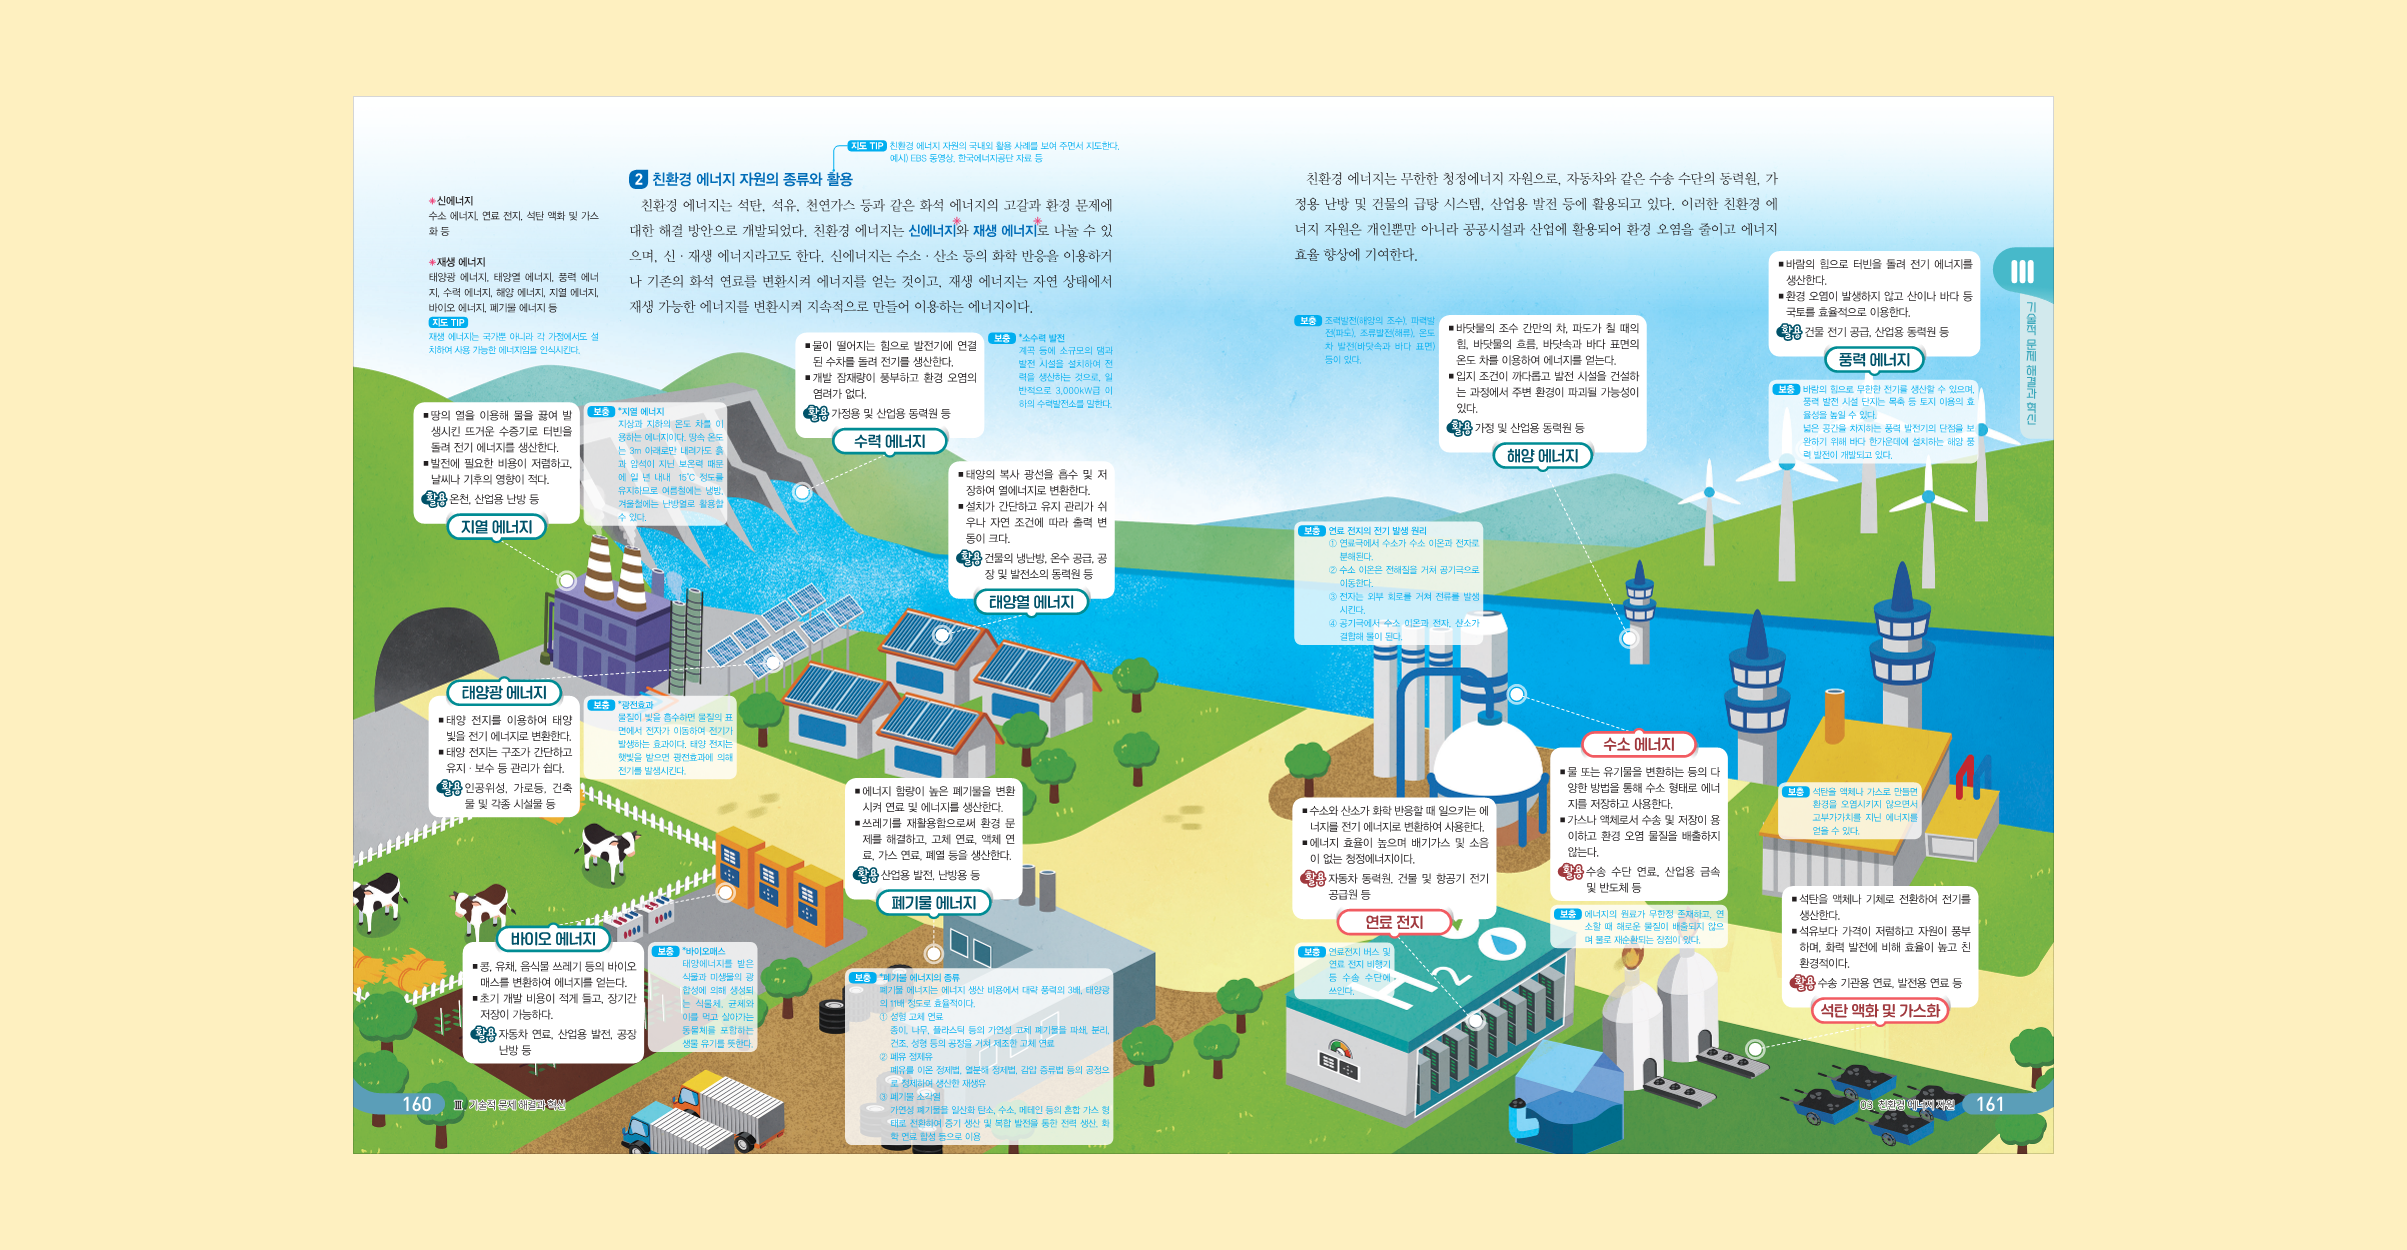 지도 TIP 친환경 에너지 자원의 국내외 활용 사례를 보여 주면서 지도한다.
예시) EBS 동영상, 한국에너지공단 자료 등
2 친환경 에너지 자원의 종류와 활용
친환경 에너지는 석탄, 석유, 천연가스 등과 같은 화석 에너지의 고갈과 환경 문제에
대한 해결 방안으로 개발되었다. 친환경 에너지는 신에너지*와 재생 에너지*로 나눌 수 있
으며, 신 · 재생 에너지라고도 한다. 신에너지는 수소 · 산소 등의 화학 반응을 이용하거
나 기존의 화석 연료를 변환시켜 에너지를 얻는 것이고, 재생 에너지는 자연 상태에서
재생 가능한 에너지를 변환시켜 지속적으로 만들어 이용하는 에너지이다.
*신에너지
수소 에너지, 연료 전지, 석탄 액화 및 가스
화 등
*재생 에너지
태양광 에너지, 태양열 에너지, 풍력 에너
지, 수력 에너지, 해양 에너지, 지열 에너지,
바이오 에너지, 폐기물 에너지 등
지도 TIP
재생 에너지는 국가뿐 아니라 각 가정에서도 설
치하여 사용 가능한 에너지임을 인식시킨다.
■ 물이 떨어지는 힘으로 발전기에 연결
된 수차를 돌려 전기를 생산한다.
■ 개발 잠재량이 풍부하고 환경 오염의
염려가 없다.
활용 가정용 및 산업용 동력원 등
수력 에너지
보충 *소수력 발전
계곡 등에 소규모의 댐과
발전 시설을 설치하여 전
력을 생산하는 것으로, 일
반적으로 3,000kW급 이
하의 수력발전소를 말한다.
■ 땅의 열을 이용해 물을 끓여 발
생시킨 뜨거운 수증기로 터빈을
돌려 전기 에너지를 생산한다.
■ 발전에 필요한 비용이 저렴하고,
날씨나 기후의 영향이 적다.
활용 온천, 산업용 난방 등
지열 에너지
보충 *지열 에너지
지상과 지하의 온도 차를 이
용하는 에너지이다. 땅속 온도
는 3m 아래로만 내려가도 흙
과 암석이 지닌 보온력 때문
에 일 년 내내 15℃ 정도를
유지하므로 여름철에는 냉방,
겨울철에는 난방열로 활용할
수 있다.
■ 태양의 복사 광선을 흡수 및 저
장하여 열에너지로 변환한다.
■ 설치가 간단하고 유지 관리가 쉬
우나 자연 조건에 따라 출력 변
동이 크다.
활용 건물의 냉난방, 온수 공급, 공
장 및 발전소의 동력원 등
태양열 에너지
태양광 에너지
■ 태양 전지를 이용하여 태양
빛을 전기 에너지로 변환한다.
■ 태양 전지는 구조가 간단하고
유지 · 보수 등 관리가 쉽다.
활용 인공위성, 가로등, 건축
물 및 각종 시설물 등
보충 *광전효과
물질이 빛을 흡수하면 물질의 표
면에서 전자가 이동하여 전기가
발생하는 효과이다. 태양 전지는
햇빛을 받으면 광전효과에 의해
전기를 발생시킨다.
■ 에너지 함량이 높은 폐기물을 변환
시켜 연료 및 에너지를 생산한다.
■ 쓰레기를 재활용함으로써 환경 문
제를 해결하고, 고체 연료, 액체 연
료, 가스 연료, 폐열 등을 생산한다.
활용 산업용 발전, 난방용 등
폐기물 에너지
바이오 에너지
■ 콩, 유채, 음식물 쓰레기 등의 바이오
매스를 변환하여 에너지를 얻는다.
■ 초기 개발 비용이 적게 들고, 장기간
저장이 가능하다.
활용 자동차 연료, 산업용 발전, 공장
난방 등
보충 *바이오매스
태양에너지를 받은
식물과 미생물의 광
합성에 의해 생성되
는 식물체, 균체와
이를 먹고 살아가는
동물체를 포함하는
생물 유기를 뜻한다.
보충 *폐기물 에너지의 종류
폐기물 에너지는 에너지 생산 비용에서 대략 풍력의 3배, 태양광
의 11배 정도로 효율적이다.
① 성형 고체 연료
종이, 나무, 플라스틱 등의 가연성 고체 폐기물을 파쇄, 분리,
건조, 성형 등의 공정을 거쳐 제조한 고체 연료
② 폐유 정제유
폐유를 이온 정제법, 열분해 정제법, 감압 증류법 등의 공정으
로 정제하여 생산한 재생유
③ 폐기물 소각열
가연성 폐기물을 일산화 탄소, 수소, 메테인 등의 혼합 가스 형
태로 전환하여 증기 생산 및 복합 발전을 통한 전력 생산, 화
학 연료 합성 등으로 이용
160 Ⅲ. 기술적 문제 해결과 혁신
친환경 에너지는 무한한 청정에너지 자원으로, 자동차와 같은 수송 수단의 동력원, 가
정용 난방 및 건물의 급탕 시스템, 산업용 발전 등에 활용되고 있다. 이러한 친환경 에
너지 자원은 개인뿐만 아니라 공공시설과 산업에 활용되어 환경 오염을 줄이고 에너지
효율 향상에 기여한다.
Ⅲ
기술적 문제 해결과 혁신
■ 바람의 힘으로 터빈을 돌려 전기 에너지를
생산한다.
■ 환경 오염이 발생하지 않고 산이나 바다 등
국토를 효율적으로 이용한다.
활용 건물 전기 공급, 산업용 동력원 등
풍력 에너지
보충 바람의 힘으로 무한한 전기를 생산할 수 있으며,
풍력 발전 시설 단지는 목축 등 토지 이용의 효
율성을 높일 수 있다.
넓은 공간을 차지하는 풍력 발전기의 단점을 보
완하기 위해 바다 한가운데에 설치하는 해양 풍
력 발전이 개발되고 있다.
보충 조력발전(해양의 조수), 파력발
전(파도), 조류발전(해류), 온도
차 발전(바닷속과 바다 표면)
등이 있다.
■ 바닷물의 조수 간만의 차, 파도가 칠 때의
힘, 바닷물의 흐름, 바닷속과 바다 표면의
온도 차를 이용하여 에너지를 얻는다.
■ 입지 조건이 까다롭고 발전 시설을 건설하
는 과정에서 주변 환경이 파괴될 가능성이
있다.
활용 가정 및 산업용 동력원 등
해양 에너지
보충 연료 전지의 전기 발생 원리
① 연료극에서 수소가 수소 이온과 전자로
분해된다.
② 수소 이온은 전해질을 거쳐 공기극으로
이동한다.
③ 전자는 외부 회로를 거쳐 전류를 발생
시킨다.
④ 공기극에서 수소 이온과 전자, 산소가
결합해 물이 된다.
수소 에너지
■ 물 또는 유기물을 변환하는 등의 다
양한 방법을 통해 수소 형태로 에너
지를 저장하고 사용한다.
■ 가스나 액체로서 수송 및 저장이 용
이하고 환경 오염 물질을 배출하지
않는다.
활용 수송 수단 연료, 산업용 금속
및 반도체 등
보충 에너지의 원료가 무한정 존재하고, 연
소할 때 해로운 물질이 배출되지 않으
며 물로 재순환되는 장점이 있다.
■ 수소와 산소가 화학 반응할 때 일으키는 에
너지를 전기 에너지로 변환하여 사용한다.
■ 에너지 효율이 높으며 배기가스 및 소음
이 없는 청정에너지이다.
활용 자동차 동력원, 건물 및 항공기 전기
공급원 등
연료 전지
보충 연료전지 버스 및
연료 전지 비행기
등 수송 수단에
쓰인다.
H2
보충 석탄을 액체나 가스로 만들면
환경을 오염시키지 않으면서
고부가가치를 지닌 에너지를
얻을 수 있다.
■ 석탄을 액체나 기체로 전환하여 전기를
생산한다.
■ 석유보다 가격이 저렴하고 자원이 풍부
하며, 화력 발전에 비해 효율이 높고 친
환경적이다.
활용 수송 기관용 연료, 발전용 연료 등
석탄 액화 및 가스화
03. 친환경 에너지 자원 161